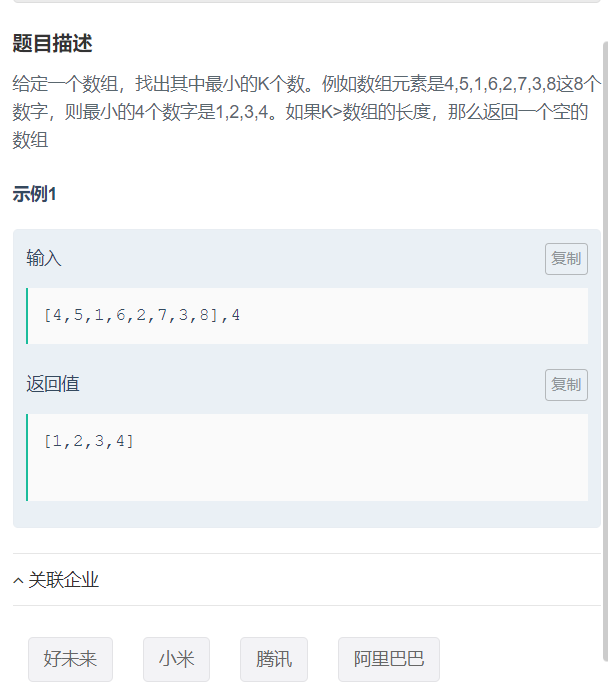 题目描述
给定一个数组，找出其中最小的K个数。例如数组元素是4,5,1,6,2,7,3,8这8个
数字，则最小的4个数字是1,2,3,4。如果K>数组的长度，那么返回一个空的
数组
示例1
输入
复制
[4,5,1,6,2,7,3,8],4
返回值
复制
[1,2,3,4]
关联企业
好未来
小米
腾讯
阿里巴巴